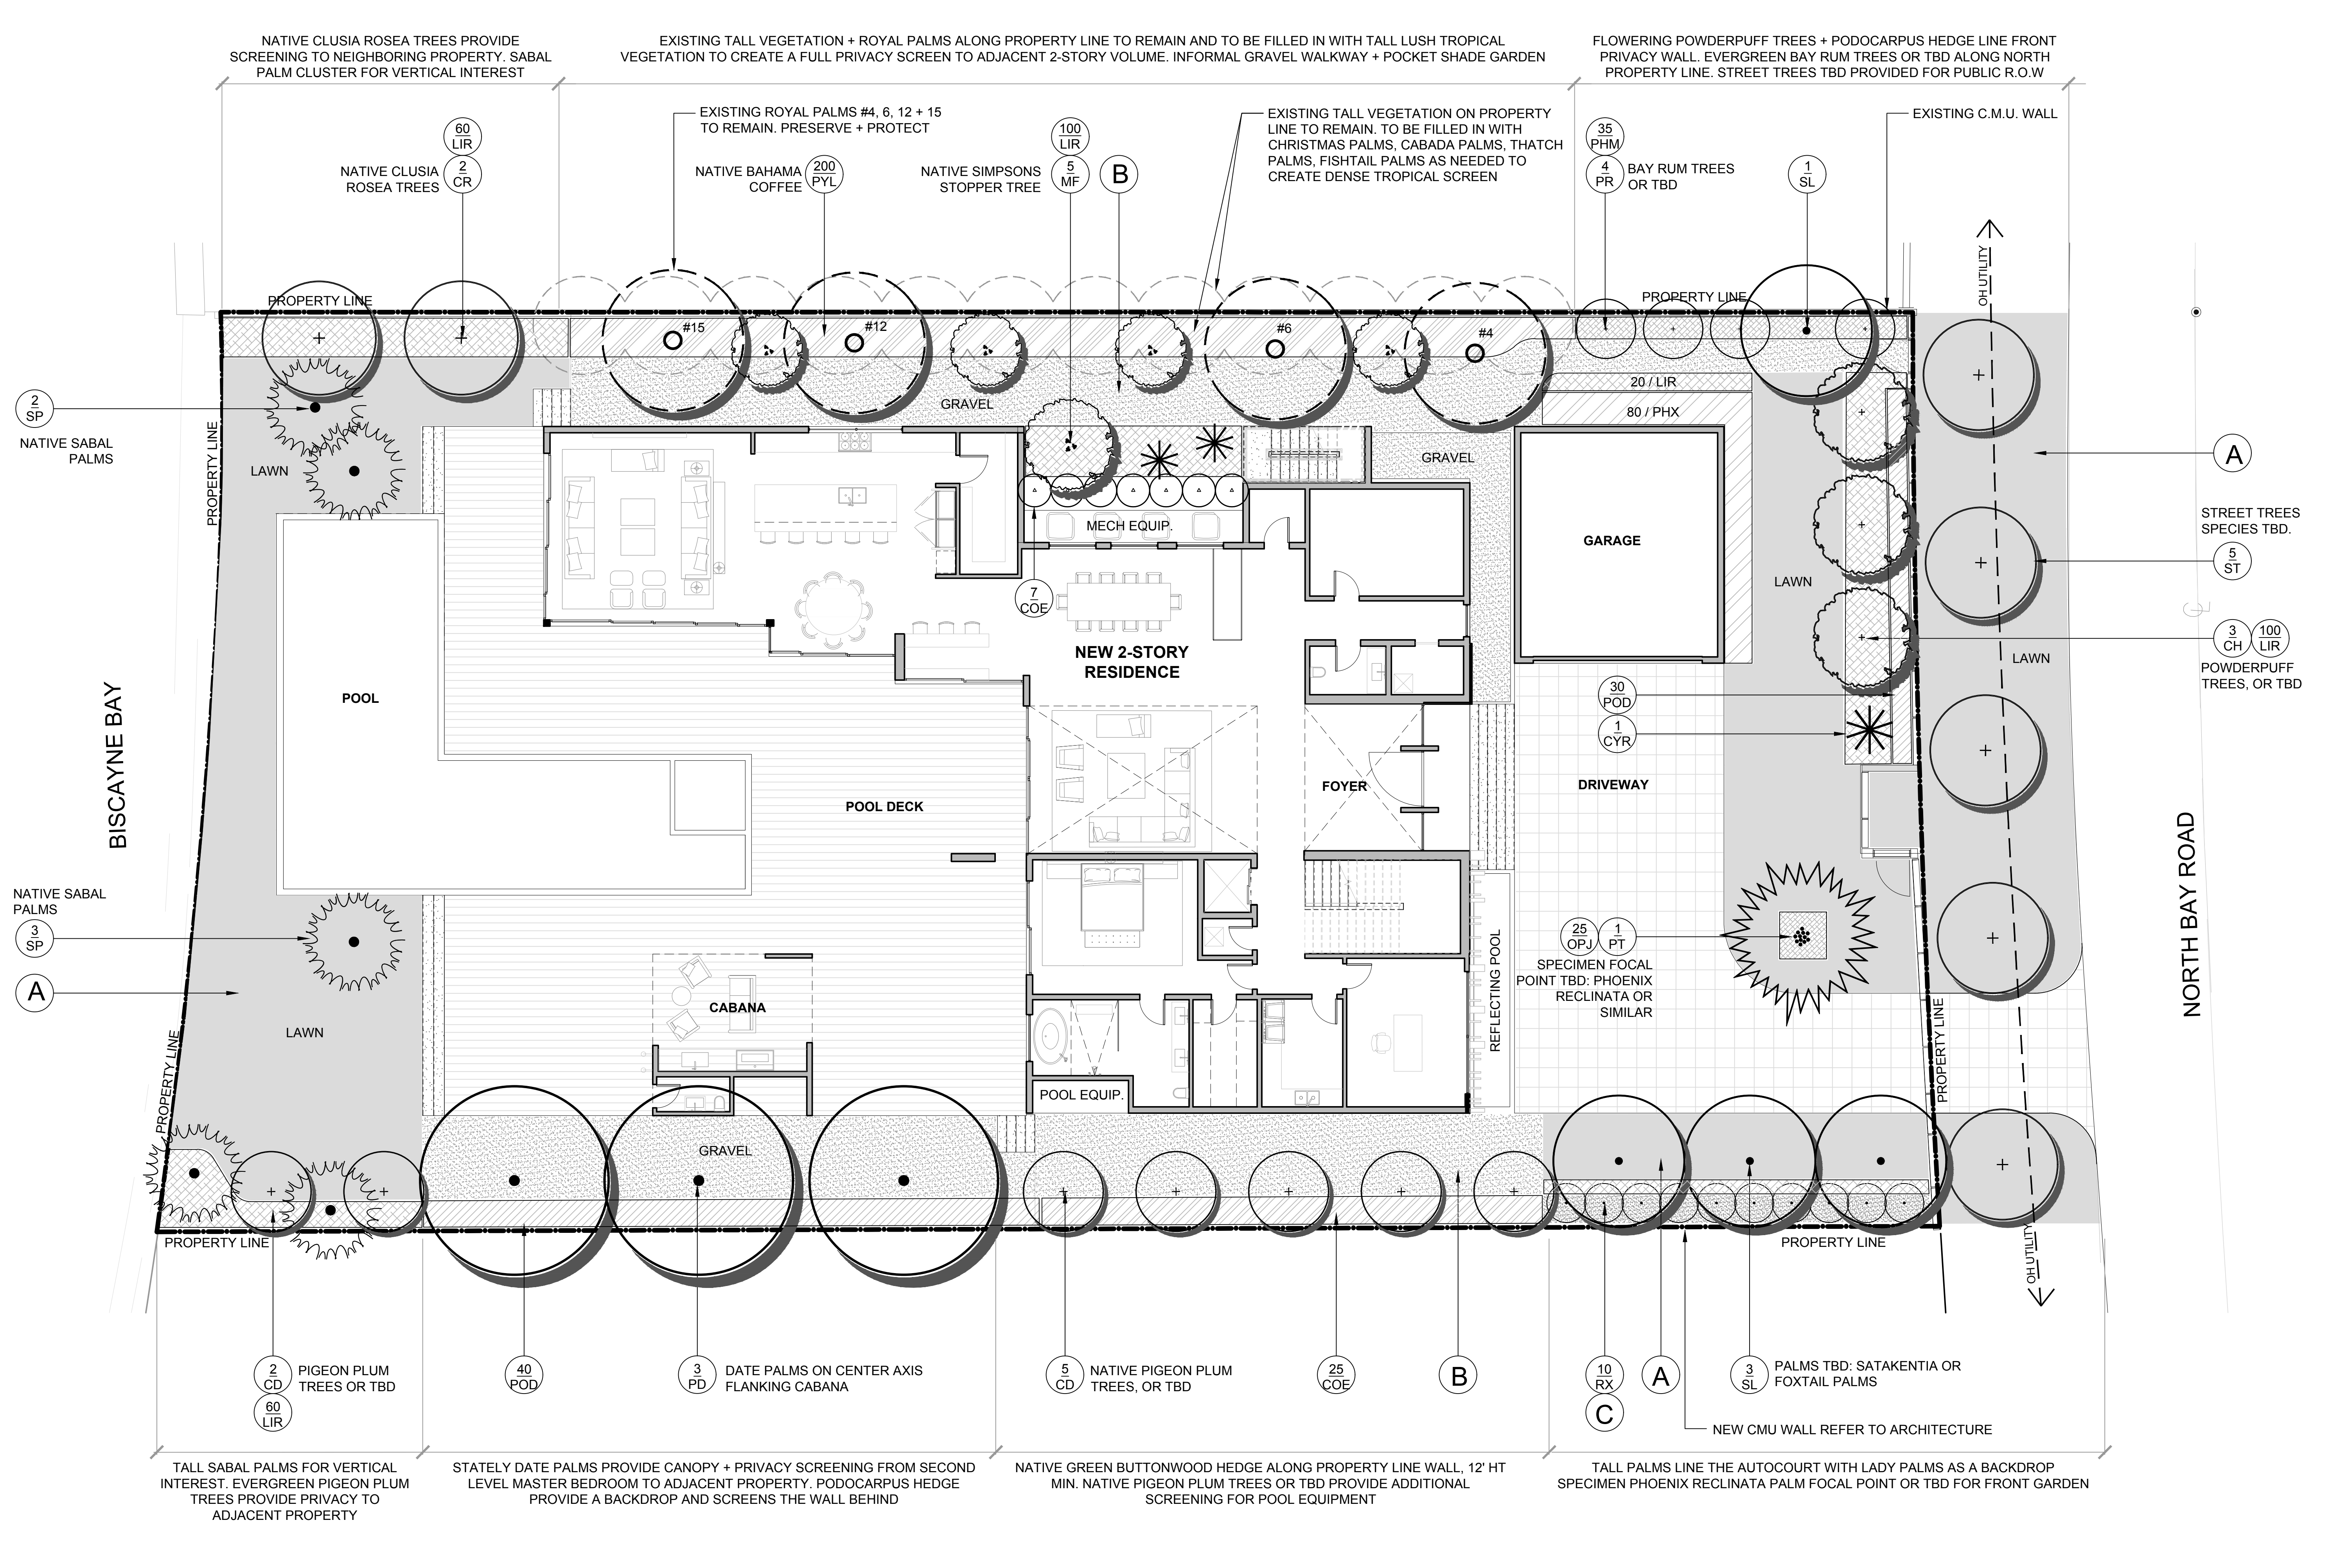 NATIVE CLUSIA ROSEA TREES PROVIDE
SCREENING TO NEIGHBORING PROPERTY. SABAL
PALM CLUSTER FOR VERTICAL INTEREST
EXISTING TALL VEGETATION + ROYAL PALMS ALONG PROPERTY LINE TO REMAIN AND TO BE FILLED IN WITH TALL LUSH TROPICAL
VEGETATION TO CREATE A FULL PRIVACY SCREEN TO ADJACENT 2-STORY VOLUME. INFORMAL GRAVEL WALKWAY + POCKET SHADE GARDEN
FLOWERING POWDERPUFF TREES + PODOCARPUS HEDGE LINE FRONT
PRIVACY WALL. EVERGREEN BAY RUM TREES OR TBD ALONG NORTH
PROPERTY LINE. STREET TREES TBD PROVIDED FOR PUBLIC R.O.W
60
LIR
2
CR
NATIVE CLUSIA
ROSEA TREES
EXISTING ROYAL PALMS #4, 6, 12 + 15
TO REMAIN. PRESERVE + PROTECT
NATIVE BAHAMA
COFFEE
200
PYL
100
LIR
5
MF
NATIVE SIMPSONS
STOPPER TREE
B
EXISTING TALL VEGETATION ON PROPERTY
LINE TO REMAIN. TO BE FILLED IN WITH
CHRISTMAS PALMS, CABADA PALMS, THATCH
PALMS, FISHTAIL PALMS AS NEEDED TO
CREATE DENSE TROPICAL SCREEN
35
PHM
4
PR
BAY RUM TREES
OR TBD
1
SL
EXISTING C.M.U. WALL
OH UTILITY
PROPERTY LINE
PROPERTY LINE
#15
#12
#6
#4
20 / LIR
80 / PHX
GRAVEL
GRAVEL
2
SP
NATIVE SABAL
PALMS
PROPERTY LINE
LAWN
A
STREET TREES
SPECIES TBD.
5
ST
MECH EQUIP.
GARAGE
LAWN
7
COE
3
CH
100
LIR
POWDERPUFF
TREES, OR TBD
LAWN
NEW 2-STORY
RESIDENCE
POOL
30
POD
1
CYR
BISCAYNE BAY
POOL DECK
FOYER
DRIVEWAY
NORTH BAY ROAD
NATIVE SABAL
PALMS
3
SP
A
25
OPJ
1
PT
SPECIMEN FOCAL
POINT TBD: PHOENIX
RECLINATA OR
SIMILAR
REFLECTING POOL
CABANA
LAWN
PROPERTY LINE
PROPERTY LINE
POOL EQUIP.
GRAVEL
PROPERTY LINE
PROPERTY LINE
OH UTILITY
2
CD
60
LIR
PIGEON PLUM
TREES OR TBD
40
POD
3
PD
DATE PALMS ON CENTER AXIS
FLANKING CABANA
5
CD
NATIVE PIGEON PLUM
TREES, OR TBD
25
COE
B
10
RX
C
A
3
SL
PALMS TBD: SATAKENTIA OR
FOXTAIL PALMS
NEW CMU WALL REFER TO ARCHITECTURE
TALL SABAL PALMS FOR VERTICAL
INTEREST. EVERGREEN PIGEON PLUM
TREES PROVIDE PRIVACY TO
ADJACENT PROPERTY
STATELY DATE PALMS PROVIDE CANOPY + PRIVACY SCREENING FROM SECOND
LEVEL MASTER BEDROOM TO ADJACENT PROPERTY. PODOCARPUS HEDGE
PROVIDE A BACKDROP AND SCREENS THE WALL BEHIND
NATIVE GREEN BUTTONWOOD HEDGE ALONG PROPERTY LINE WALL, 12' HT
MIN. NATIVE PIGEON PLUM TREES OR TBD PROVIDE ADDITIONAL
SCREENING FOR POOL EQUIPMENT
TALL PALMS LINE THE AUTOCOURT WITH LADY PALMS AS A BACKDROP
SPECIMEN PHOENIX RECLINATA PALM FOCAL POINT OR TBD FOR FRONT GARDEN